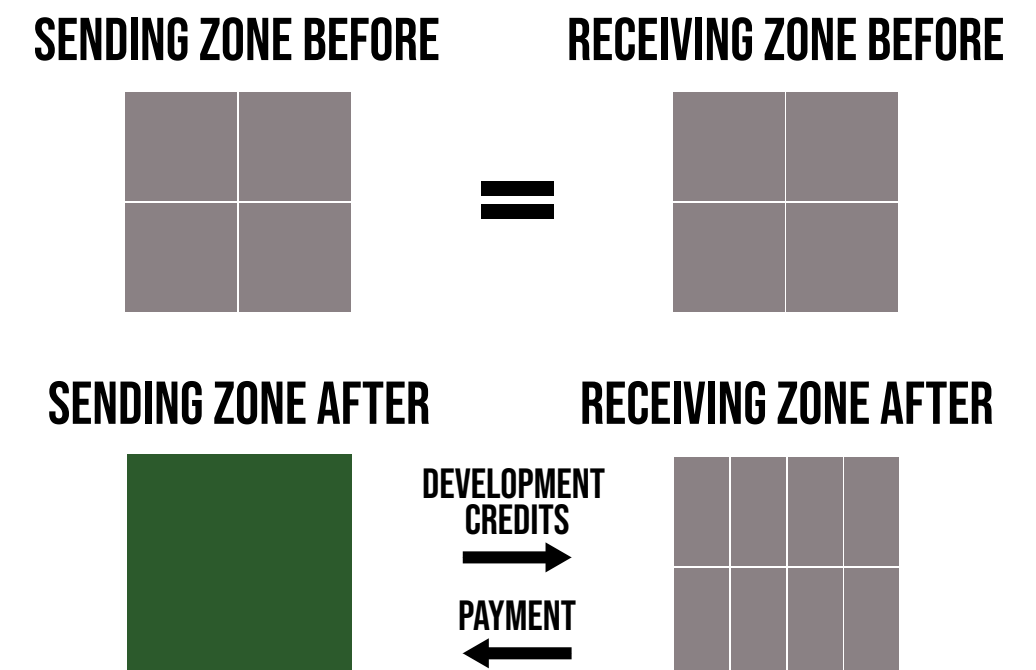 SENDING ZONE BEFORE
RECEIVING ZONE BEFORE
=
SENDING ZONE AFTER
RECEIVING ZONE AFTER
DEVELOPMENT
CREDITS
PAYMENT